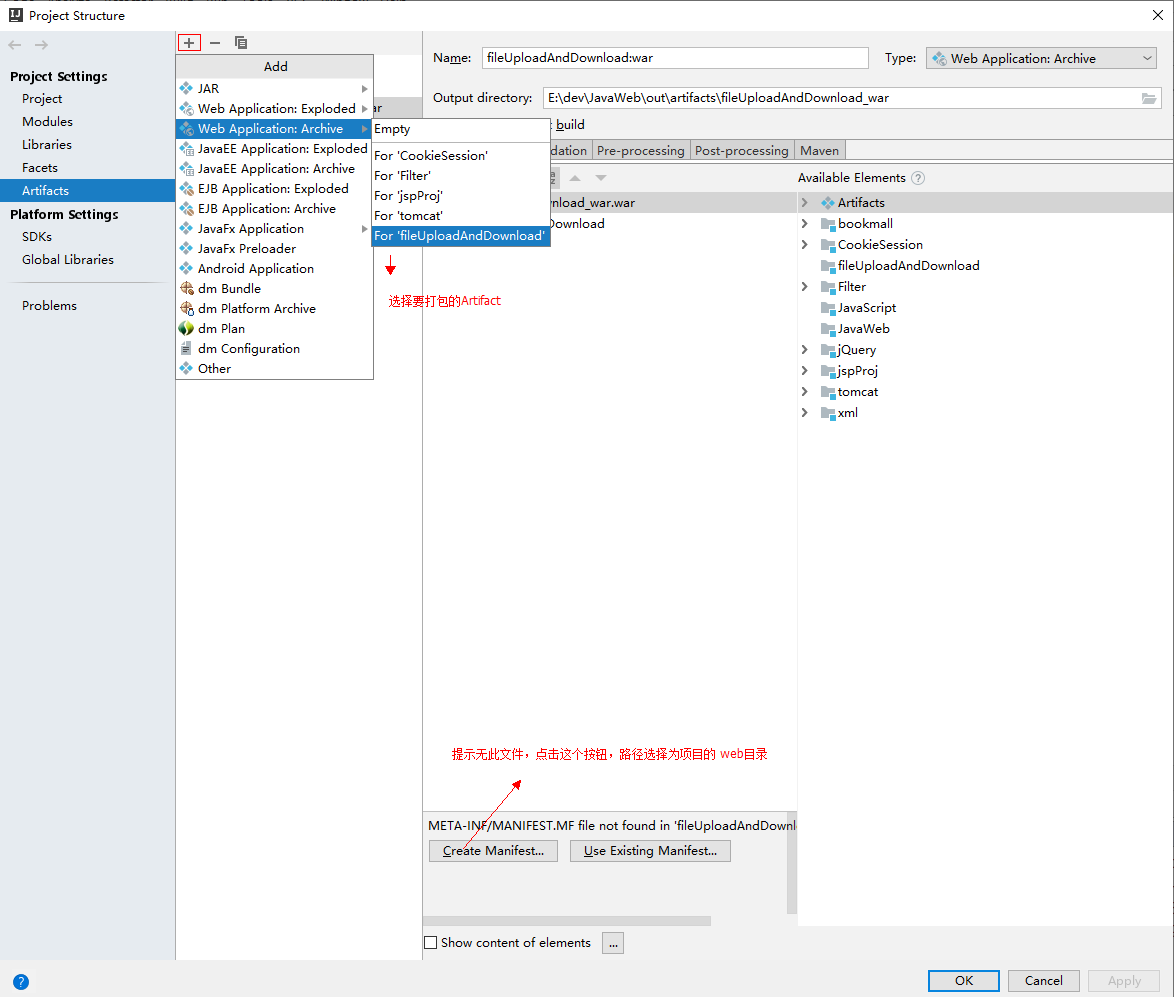 Project Structure
Project Settings
Project
Modules
Libraries
Facets
Artifacts
Platform Settings
SDKs
Global Libraries
Problems
Add
JAR
Web Application: Exploded
Web Application: Archive
JavaEE Application: Exploded
JavaEE Application: Archive
EJB Application: Exploded
EJB Application: Archive
JavaFx Application
JavaFx Preloader
Android Application
dm Bundle
dm Platform Archive
dm Plan
dm Configuration
Other
Empty
For 'CookieSession'
For 'Filter'
For 'jspProj'
For 'tomcat'
For 'fileUploadAndDownload'
选择要打包的Artifact
Name: fileUploadAndDownload:war Type: Web Application: Archive
Output directory: E:\dev\JavaWeb\out\artifacts\fileUploadAndDownload_war
build
Pre-processing Post-processing Maven
Available Elements ?
Artifacts
bookmall
CookieSession
fileUploadAndDownload
Filter
JavaScript
JavaWeb
jQuery
jspProj
tomcat
xml
提示无此文件，点击这个按钮，路径选择为项目的 web目录
META-INF/MANIFEST.MF file not found in 'fileUploadAndDownl
Create Manifest... Use Existing Manifest...
Show content of elements ...
? OK Cancel Apply